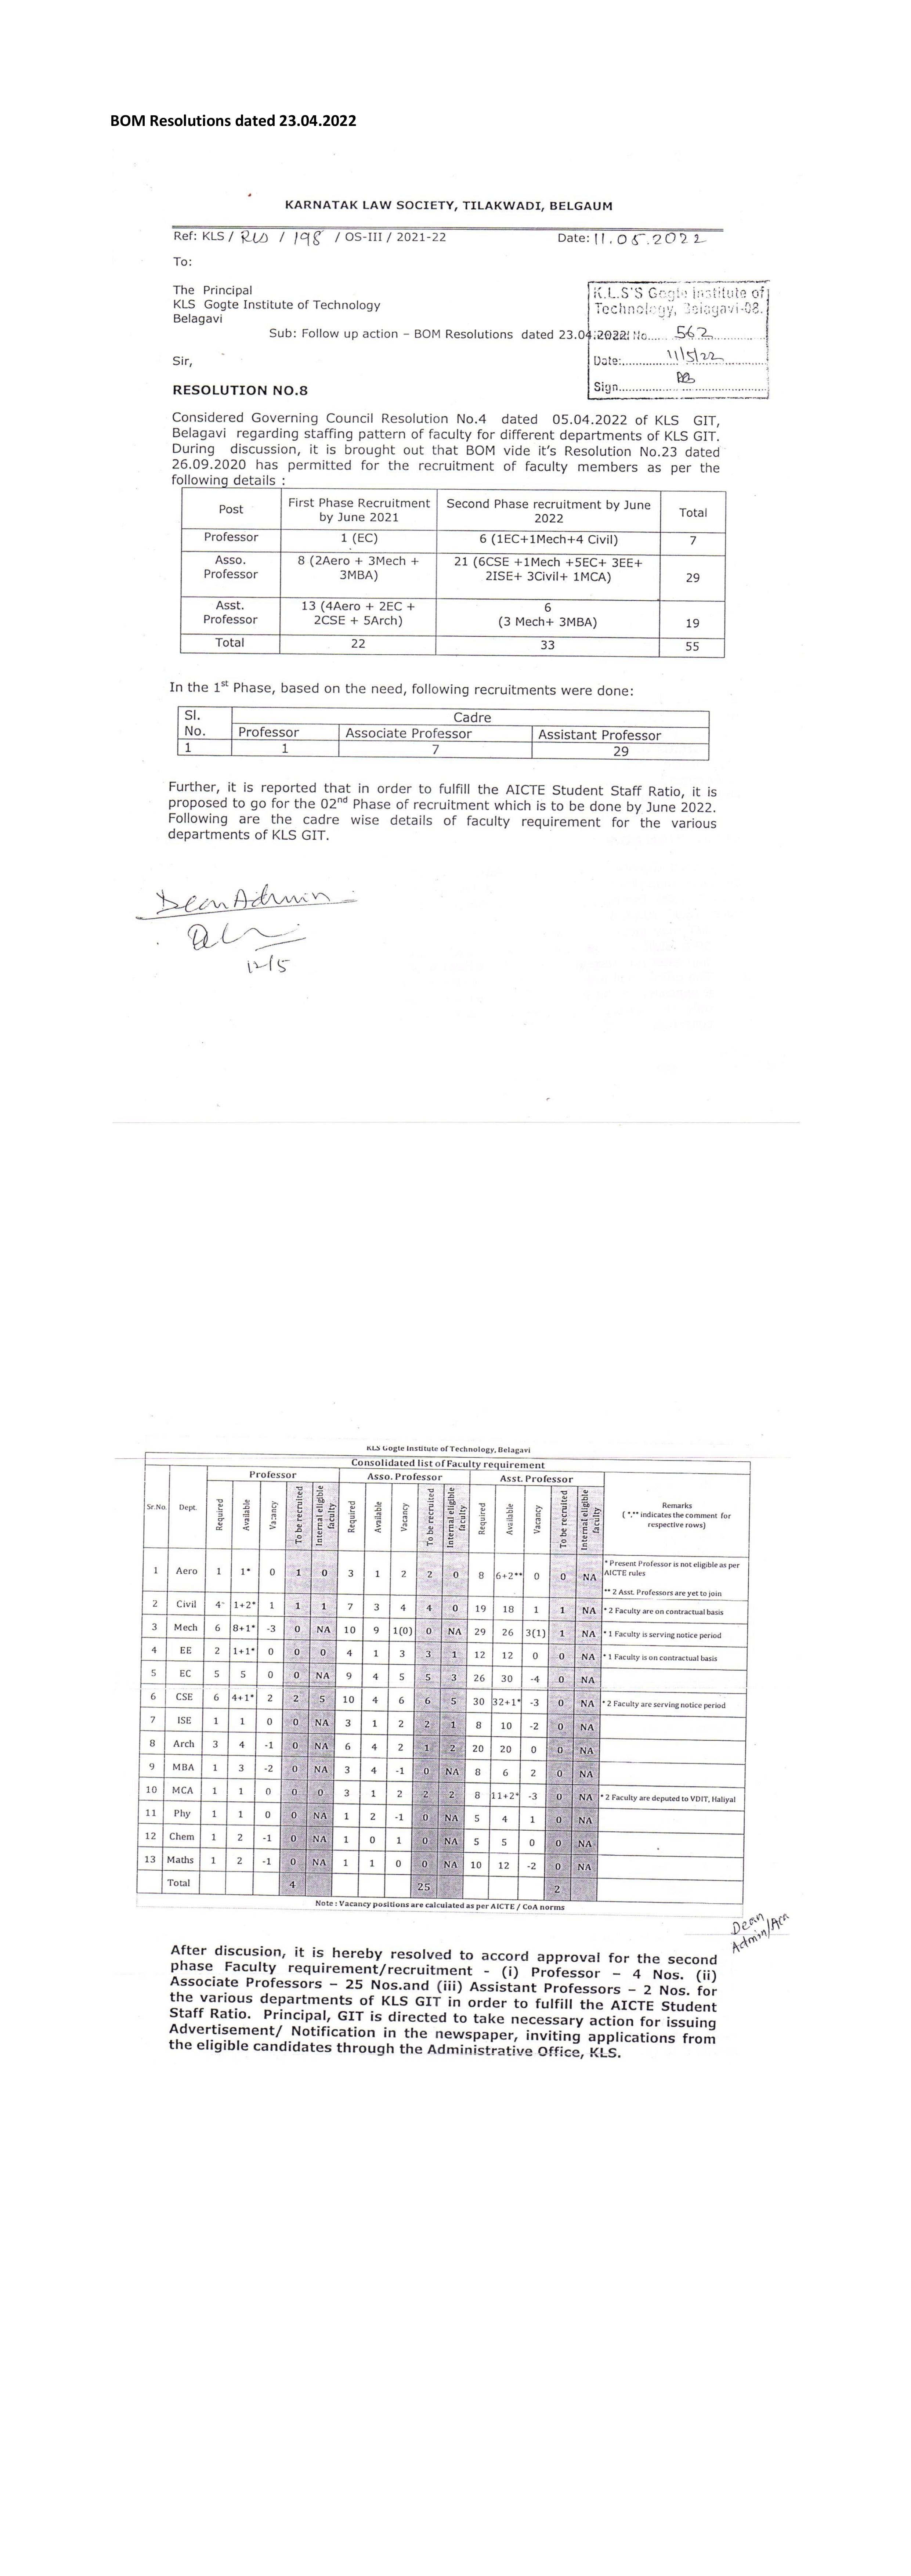 BOM Resolutions dated 23.04.2022
KARNATAK LAW SOCIETY, TILAKWADI, BELGAUM
Ref: KLS / RLS / 198 / OS-III / 2021-22 Date: 11.05.2022
To:
The Principal
KLS Gogte Institute of Technology
Belagavi
K.L.S'S Gogte Institute of
Technology, Belagavi-08.
Sub: Follow up action – BOM Resolutions dated 23.04.2022
No..... 562
Sir,
Date:..... 11/5/22
Sign.....
RESOLUTION NO.8
Considered Governing Council Resolution No.4 dated 05.04.2022 of KLS GIT,
Belagavi regarding staffing pattern of faculty for different departments of KLS GIT.
During discussion, it is brought out that BOM vide it's Resolution No.23 dated
26.09.2020 has permitted for the recruitment of faculty members as per the
following details :
Post First Phase Recruitment by June 2021 Second Phase recruitment by June 2022 Total
Professor 1 (EC) 6 (1EC+1Mech+4 Civil) 7
Asso. Professor 8 (2Aero + 3Mech + 3MBA) 21 (6CSE +1Mech +5EC+ 3EE+ 2ISE+ 3Civil+ 1MCA) 29
Asst. Professor 13 (4Aero + 2EC + 2CSE + 5Arch) 6 (3 Mech+ 3MBA) 19
Total 22 33 55
In the 1st Phase, based on the need, following recruitments were done:
Sl. No. Cadre
Professor Associate Professor Assistant Professor
1 1 7 29
Further, it is reported that in order to fulfill the AICTE Student Staff Ratio, it is
proposed to go for the 02nd Phase of recruitment which is to be done by June 2022.
Following are the cadre wise details of faculty requirement for the various
departments of KLS GIT.
Dean Admin
12/5
KLS Gogte Institute of Technology, Belagavi
Consolidated list of Faculty requirement
Professor Asso. Professor Asst. Professor
Sr.No. Dept. Required Available Vacancy To be recruited Internal eligible faculty Required Available Vacancy To be recruited Internal eligible faculty Required Available Vacancy To be recruited Internal eligible faculty Remarks ( *,** indicates the comment for respective rows)
1 Aero 1 1* 0 1 0 3 1 2 2 0 8 6+2** 0 0 NA * Present Professor is not eligible as per AICTE rules
** 2 Asst. Professors are yet to join
2 Civil 4 1+2* 1 1 1 7 3 4 4 0 19 18 1 1 NA * 2 Faculty are on contractual basis
3 Mech 6 8+1* -3 0 NA 10 9 1(0) 0 NA 29 26 3(1) 1 NA * 1 Faculty is serving notice period
4 EE 2 1+1* 0 0 0 4 1 3 3 1 12 12 0 0 NA * 1 Faculty is on contractual basis
5 EC 5 5 0 0 NA 9 4 5 5 3 26 30 -4 0 NA
6 CSE 6 4+1* 2 2 5 10 4 6 6 5 30 32+1* -3 0 NA * 2 Faculty are serving notice period
7 ISE 1 1 0 0 NA 3 1 2 2 1 8 10 -2 0 NA
8 Arch 3 4 -1 0 NA 6 4 2 1 2 20 20 0 0 NA
9 MBA 1 3 -2 0 NA 3 4 -1 0 NA 8 6 2 0 NA
10 MCA 1 1 0 0 0 3 1 2 2 2 8 11+2* -3 0 NA * 2 Faculty are deputed to VDIT, Haliyal
11 Phy 1 1 0 0 NA 1 2 -1 0 NA 5 4 1 0 NA
12 Chem 1 2 -1 0 NA 1 0 1 0 NA 5 5 0 0 NA
13 Maths 1 2 -1 0 NA 1 1 0 0 NA 10 12 -2 0 NA
Total 4 25 2
Note : Vacancy positions are calculated as per AICTE / CoA norms
Dean
Admin/Aca
After discusion, it is hereby resolved to accord approval for the second
phase Faculty requirement/recruitment - (i) Professor – 4 Nos. (ii)
Associate Professors – 25 Nos.and (iii) Assistant Professors – 2 Nos. for
the various departments of KLS GIT in order to fulfill the AICTE Student
Staff Ratio. Principal, GIT is directed to take necessary action for issuing
Advertisement/ Notification in the newspaper, inviting applications from
the eligible candidates through the Administrative Office, KLS.